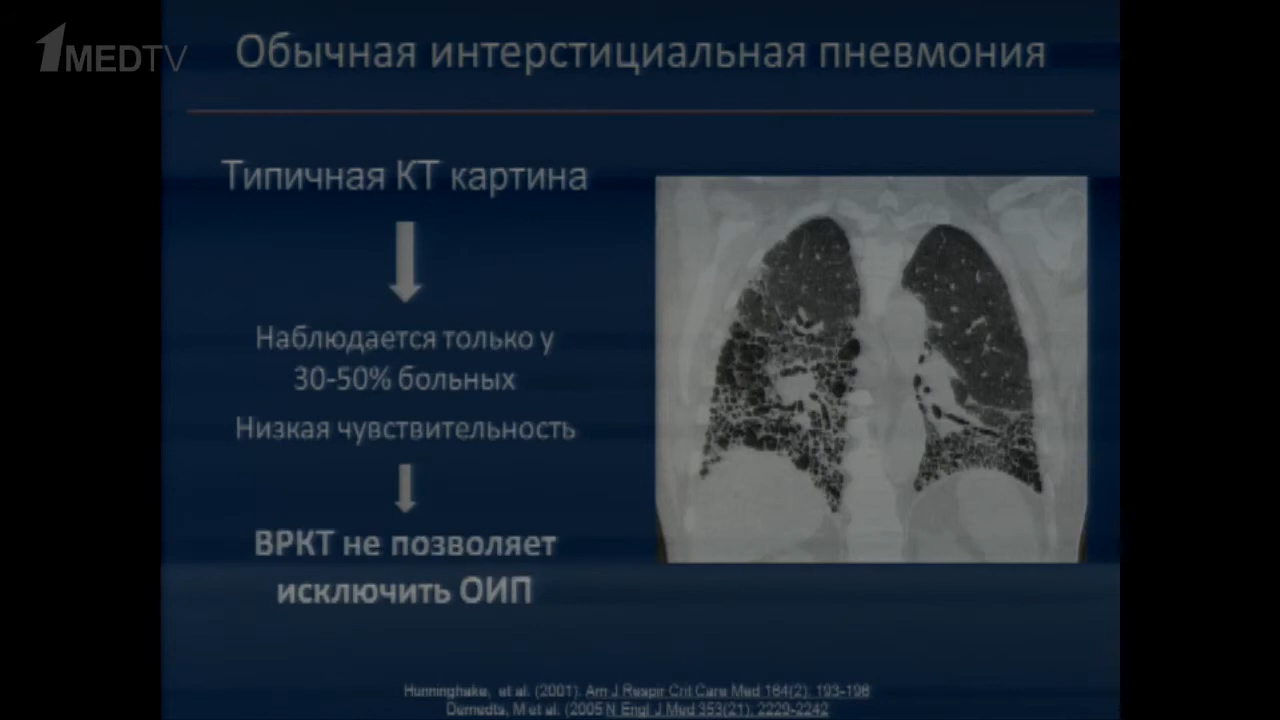 1MEDTV
Обычная интерстициальная пневмония
Типичная КТ картина
Наблюдается только у
30-50% больных
Низкая чувствительность
ВРКТ не позволяет
исключить ОИП
Hunninghake, et al. (2001). Am J Respir Crit Care Med 164(2): 193-196
Demedts, M et al. (2005 N Engl J Med 353(21): 2229-2242